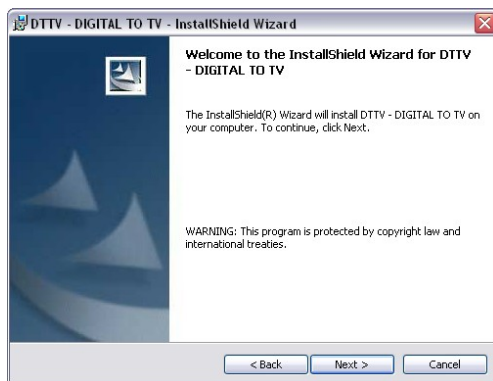 DTTV - DIGITAL TO TV - InstallShield Wizard
Welcome to the InstallShield Wizard for DTTV
- DIGITAL TO TV
The InstallShield(R) Wizard will install DTTV - DIGITAL TO TV on
your computer. To continue, click Next.
WARNING: This program is protected by copyright law and
international treaties.
< Back Next > Cancel